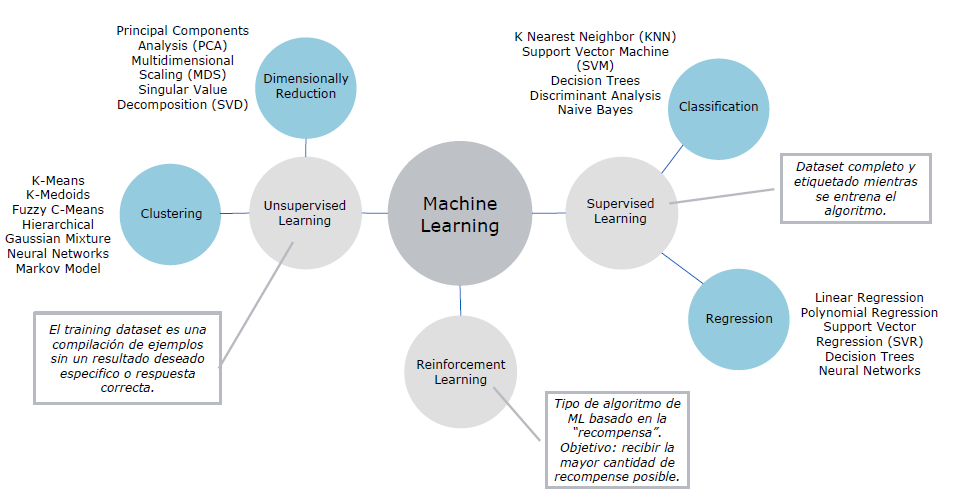 Principal Components
Analysis (PCA)
Multidimensional
Scaling (MDS)
Singular Value
Decomposition (SVD)
Dimensionally
Reduction
K Nearest Neighbor (KNN)
Support Vector Machine
(SVM)
Decision Trees
Discriminant Analysis
Naive Bayes
Classification
K-Means
K-Medoids
Fuzzy C-Means
Hierarchical
Gaussian Mixture
Neural Networks
Markov Model
Clustering
Unsupervised
Learning
Machine
Learning
Supervised
Learning
Dataset completo y
etiquetado mientras
se entrena el
algoritmo.
El training dataset es una
compilación de ejemplos
sin un resultado deseado
especifico o respuesta
correcta.
Reinforcement
Learning
Tipo de algoritmo de
ML basado en la
“recompensa”.
Objetivo: recibir la
mayor cantidad de
recompense posible.
Regression
Linear Regression
Polynomial Regression
Support Vector
Regression (SVR)
Decision Trees
Neural Networks